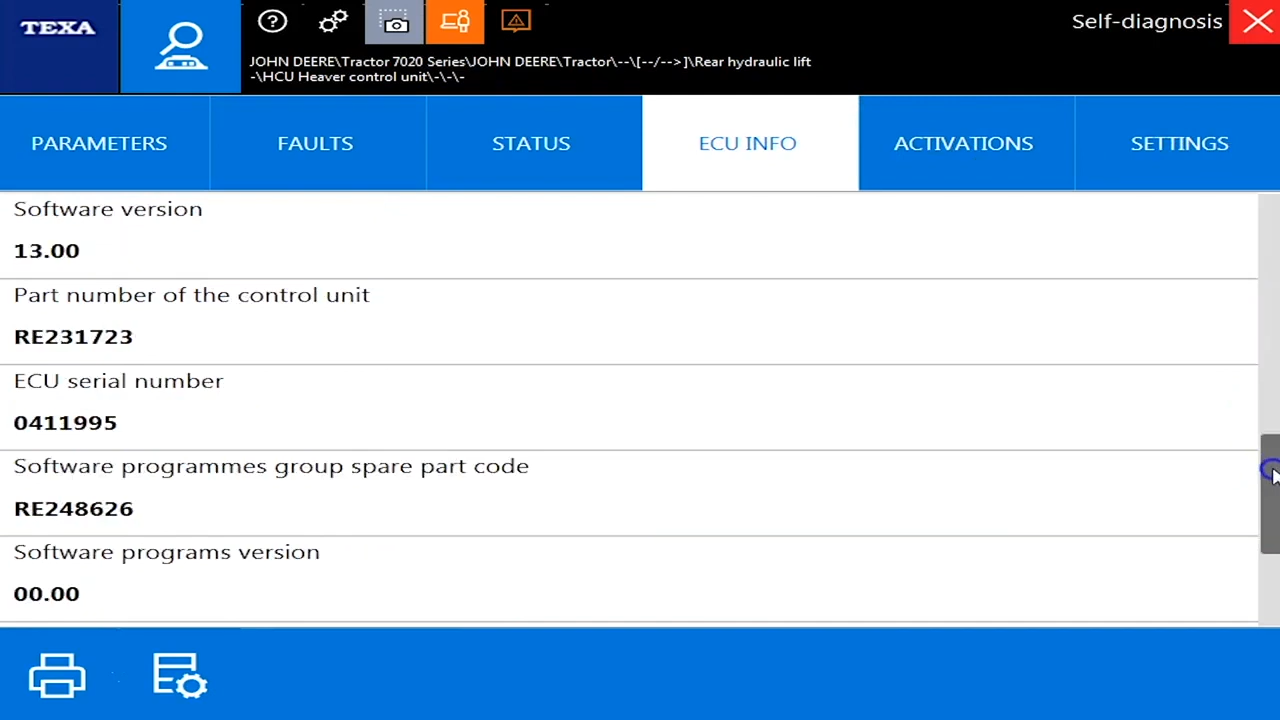 TEXA
Self-diagnosis
JOHN DEERE\Tractor 7020 Series\JOHN DEERE\Tractor\--\[--/-->]\Rear hydraulic lift
-\HCU Heaver control unit\-\-\-
PARAMETERS
FAULTS
STATUS
ECU INFO
ACTIVATIONS
SETTINGS
Software version
13.00
Part number of the control unit
RE231723
ECU serial number
0411995
Software programmes group spare part code
RE248626
Software programs version
00.00